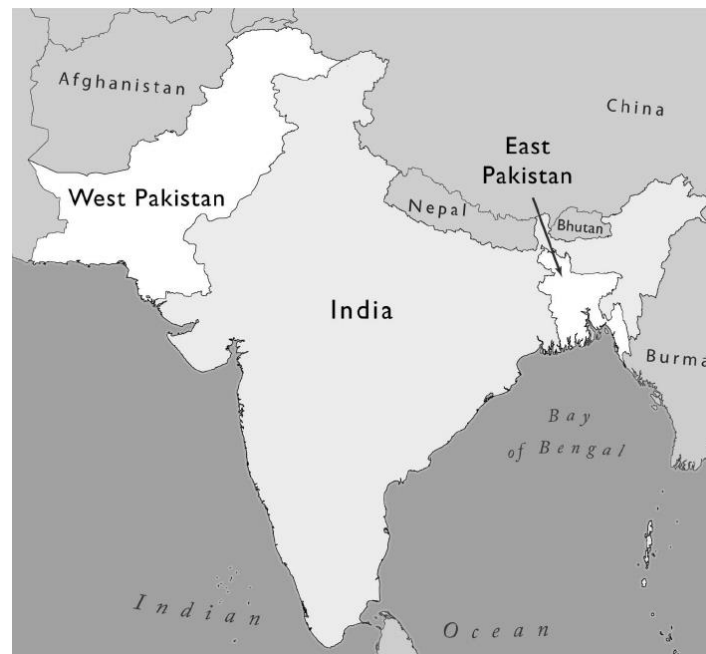 Afghanistan
China
East
Pakistan
West Pakistan
Nepal
Bhutan
India
Burma
Bay
of Bengal
Indian
Ocean